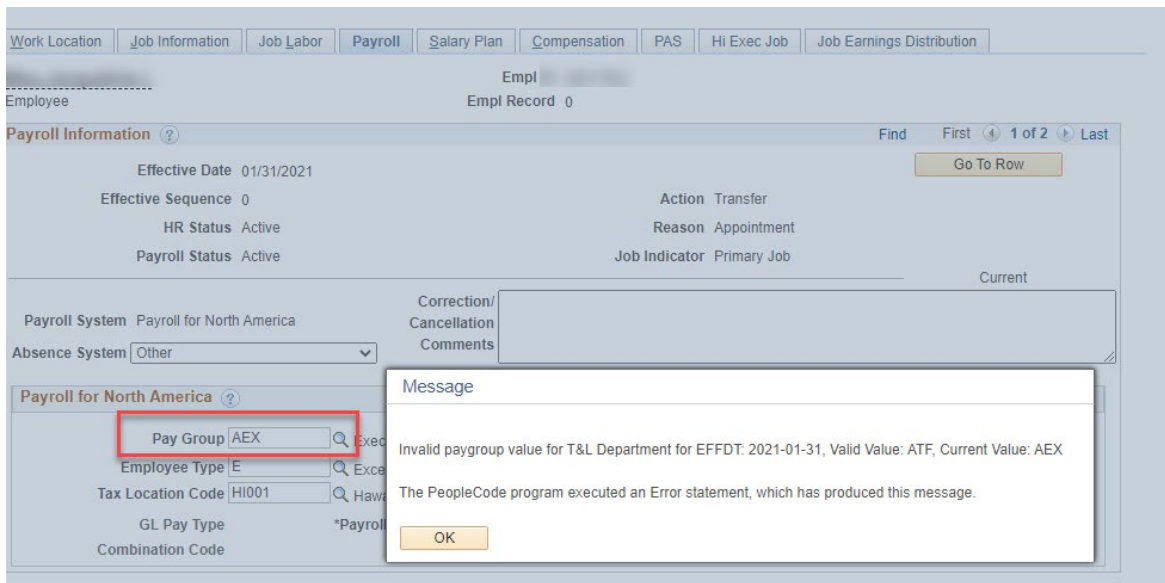 Work Location Job Information Job Labor Payroll Salary Plan Compensation PAS Hi Exec Job Job Earnings Distribution
Empl
Employee Empl Record 0
Payroll Information ? Find First 1 of 2 Last
Effective Date 01/31/2021 Go To Row
Effective Sequence 0 Action Transfer
HR Status Active Reason Appointment
Payroll Status Active Job Indicator Primary Job
Current
Payroll System Payroll for North America Correction/ Cancellation Comments
Absence System Other
Payroll for North America ?
Pay Group AEX Exec
Employee Type E Exce
Tax Location Code HI001 Hawa
GL Pay Type *Payroll
Combination Code
Message
Invalid paygroup value for T&L Department for EFFDT: 2021-01-31, Valid Value: ATF, Current Value: AEX
The PeopleCode program executed an Error statement, which has produced this message.
OK